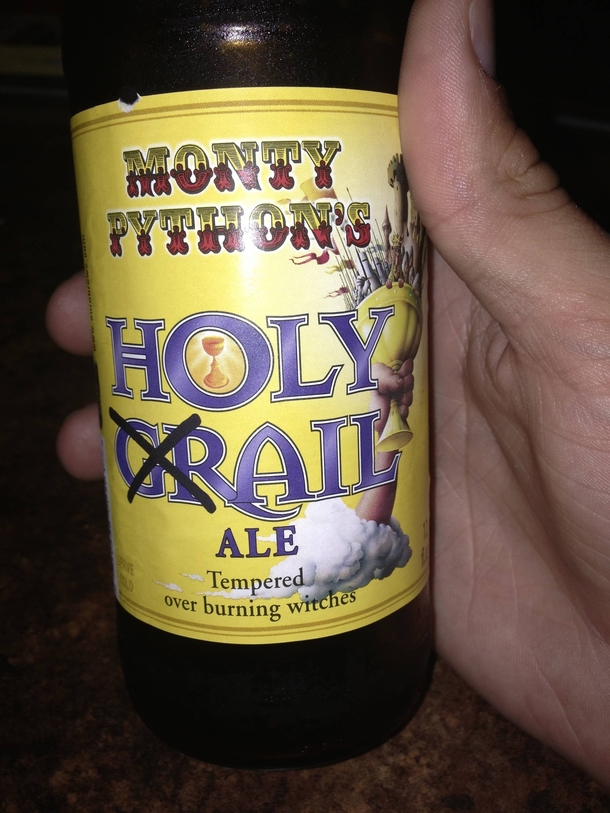 MONTY
PYTHON'S
HOLY
GRAIL
ALE
Tempered
over burning witches